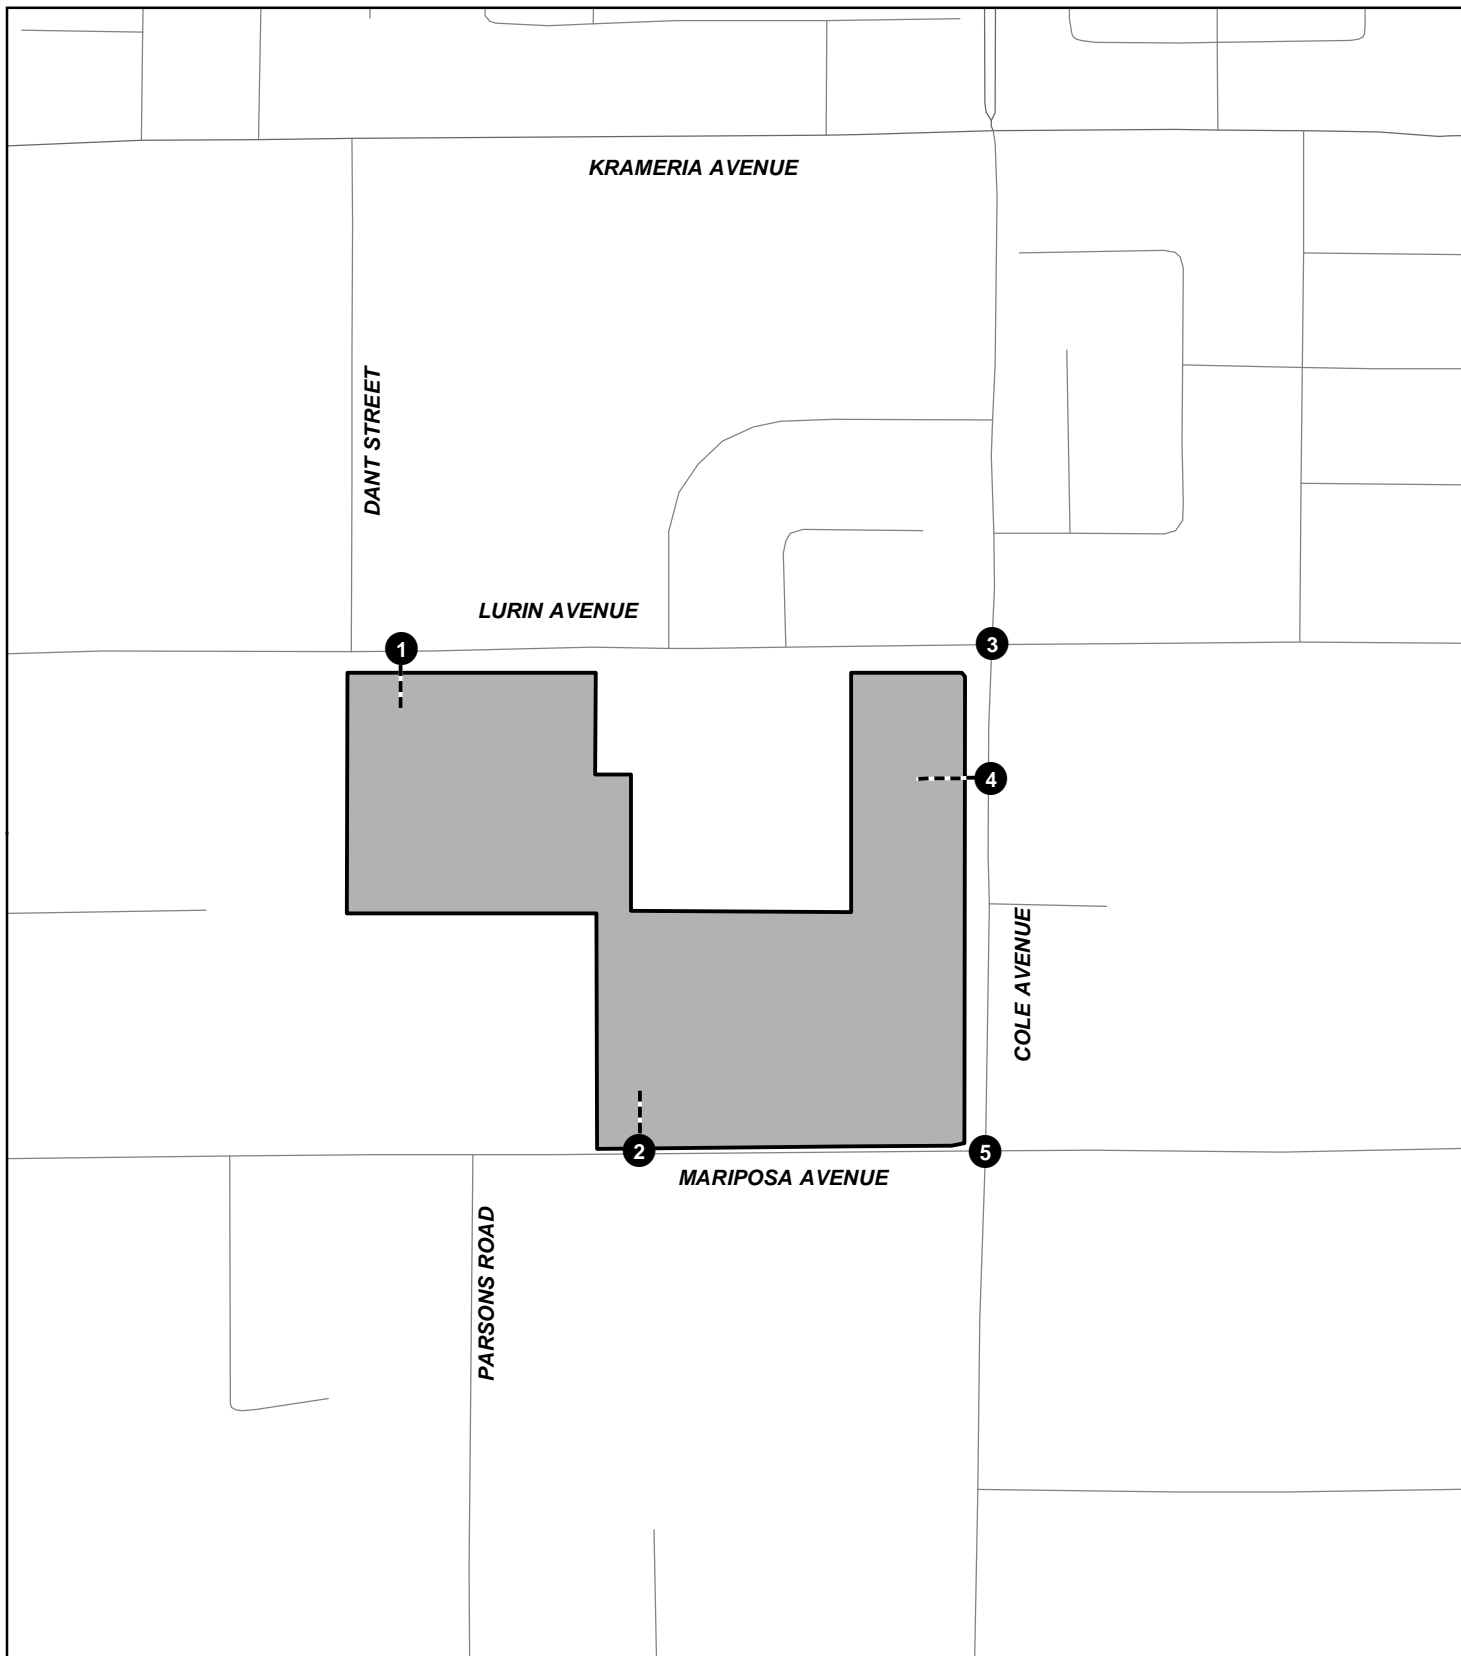 KRAMERIA AVENUE
DANT STREET
LURIN AVENUE
1
3
4
COLE AVENUE
2
5
MARIPOSA AVENUE
PARSONS ROAD